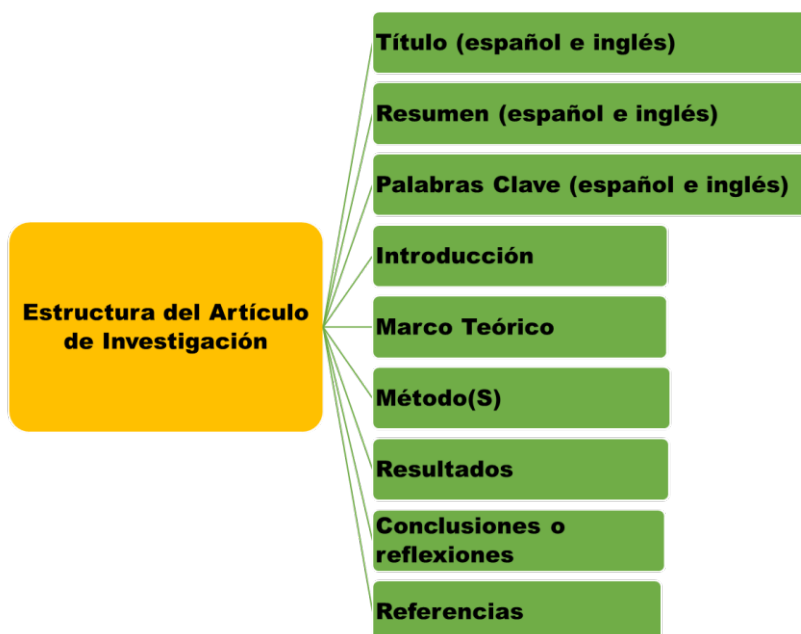 Título (español e inglés)
Resumen (español e inglés)
Palabras Clave (español e inglés)
Introducción
Estructura del Artículo
de Investigación
Marco Teórico
Método(S)
Resultados
Conclusiones o
reflexiones
Referencias